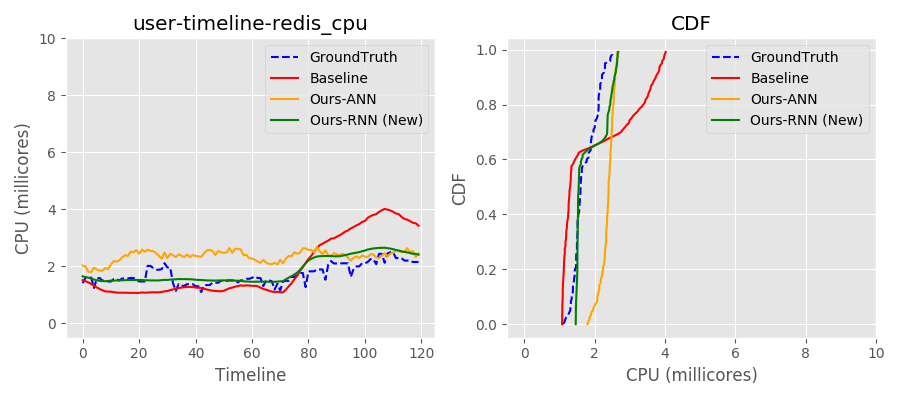 user-timeline-redis_cpu
10
8
6
4
2
0
CPU (millicores)
0
20
40
60
80
100
120
Timeline
GroundTruth
Baseline
Ours-ANN
Ours-RNN (New)
CDF
1.0
0.8
0.6
0.4
0.2
0.0
CDF
0
2
4
6
8
10
CPU (millicores)
GroundTruth
Baseline
Ours-ANN
Ours-RNN (New)